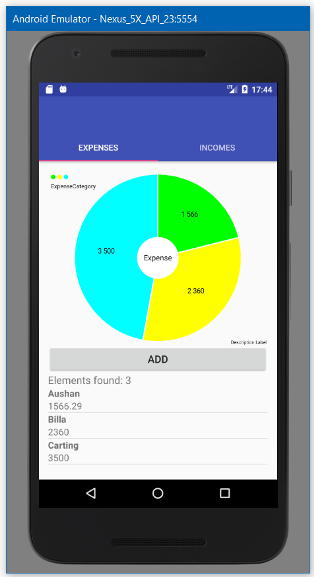 Android Emulator - Nexus_5X_API_23:5554
17:44
EXPENSES
INCOMES
ExpenseCategory
1 566
3 500
Expense
2 360
Description Label
ADD
Elements found: 3
Aushan
1566.29
Billa
2360
Carting
3500